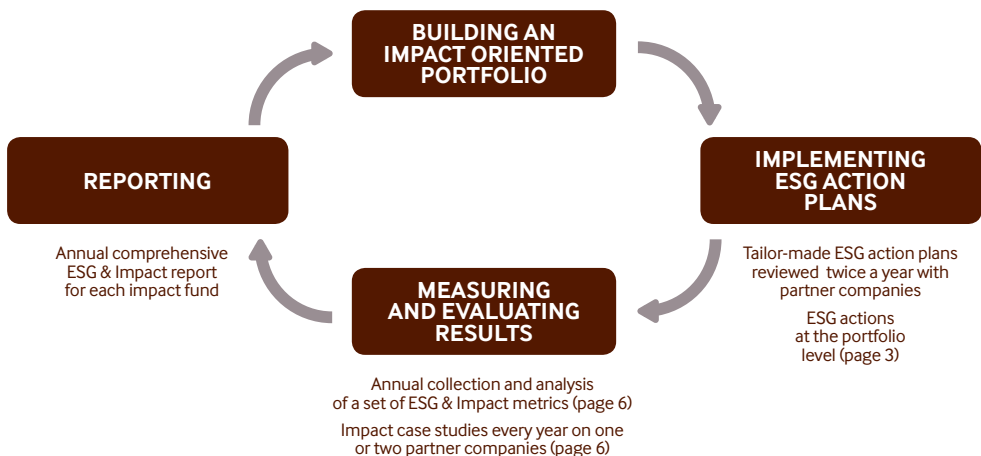 BUILDING AN
IMPACT ORIENTED
PORTFOLIO
IMPLEMENTING
ESG ACTION
PLANS
Tailor-made ESG action plans
reviewed twice a year with
partner companies
ESG actions
at the portfolio
level (page 3)
MEASURING
AND EVALUATING
RESULTS
Annual collection and analysis
of a set of ESG & Impact metrics (page 6)
Impact case studies every year on one
or two partner companies (page 6)
REPORTING
Annual comprehensive
ESG & Impact report
for each impact fund